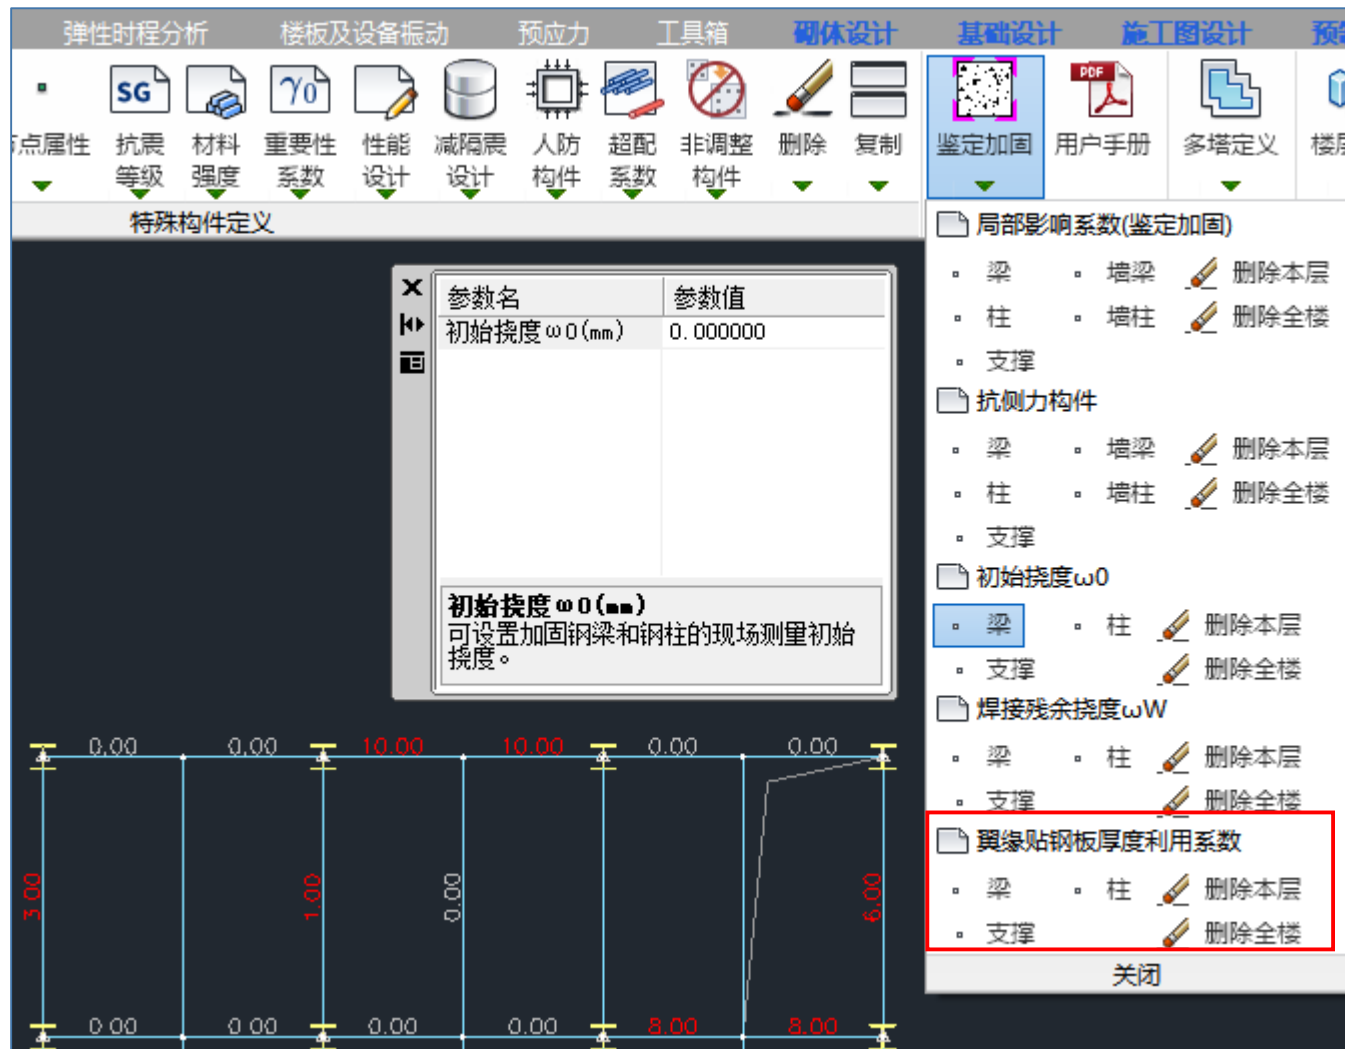 弹性时程分析 楼板及设备振动 预应力 工具箱 砌体设计 基础设计 施工图设计
点属性 抗震等级 材料强度 重要性系数 性能设计 减隔震设计 人防构件 超配系数 非调整构件 删除 复制 鉴定加固 用户手册 多塔定义 楼层
SG γ0 PDF
特殊构件定义
局部影响系数(鉴定加固)
梁 墙梁 删除本层
柱 墙柱 删除全楼
支撑
抗侧力构件
梁 墙梁 删除本层
柱 墙柱 删除全楼
支撑
初始挠度ω0
梁 柱 删除本层
支撑 删除全楼
焊接残余挠度ωW
梁 柱 删除本层
支撑 删除全楼
翼缘贴钢板厚度利用系数
梁 柱 删除本层
支撑 删除全楼
关闭
参数名 参数值
初始挠度ω0(mm) 0.000000
初始挠度ω0(mm)
可设置加固钢梁和钢柱的现场测量初始
挠度。
0.00 0.00 10.00 10.00 0.00 0.00
3.00 1.00 0.00 6.00
0.00 0.00 0.00 0.00 8.00 8.00